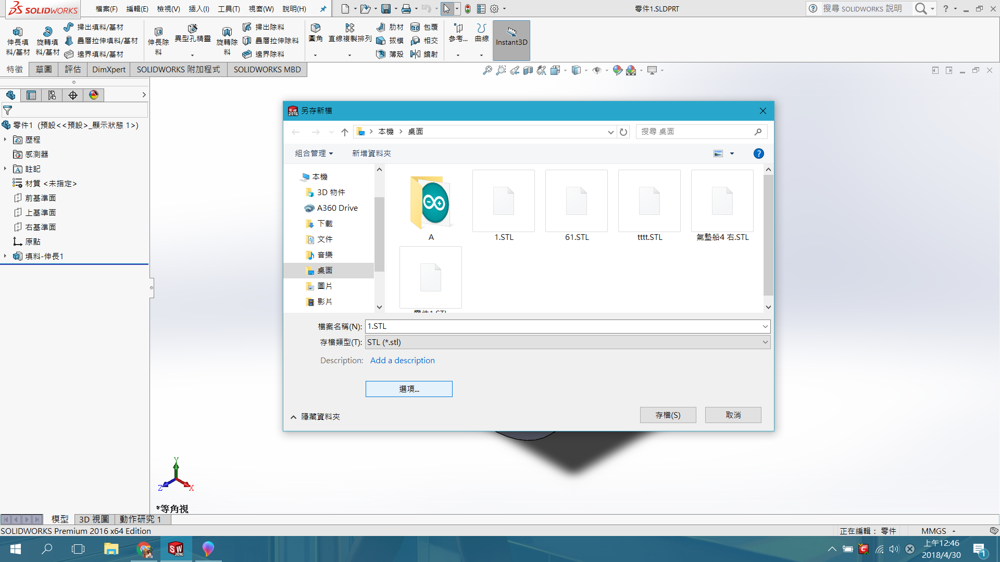 SOLIDWORKS
檔案(F) 編輯(E) 檢視(V) 插入(I) 工具(T) 視窗(W) 說明(H)
零件1.SLDPRT
搜尋 SOLIDWORKS 說明
伸長填料/基材
旋轉填料/基材
掃出填料/基材
疊層拉伸填料/基材
邊界填料/基材
伸長除料
異型孔精靈
旋轉除料
掃出除料
疊層拉伸除料
邊界除料
圓角
直線複製排列
肋材
拔模
薄殼
包覆
相交
鏡射
參考...
曲線
Instant3D
特徵 草圖 評估 DimXpert SOLIDWORKS 附加程式 SOLIDWORKS MBD
零件1 (預設<<預設>_顯示狀態 1>)
歷程
感測器
註記
材質 <未指定>
前基準面
上基準面
右基準面
原點
填料-伸長1
另存新檔
本機 桌面
搜尋 桌面
組合管理 新增資料夾
本機
3D 物件
A360 Drive
下載
文件
音樂
桌面
圖片
影片
A
1.STL
61.STL
tttt.STL
氣墊船4 右.STL
零件1.STL
檔案名稱(N): 1.STL
存檔類型(T): STL (*.stl)
Description: Add a description
選項...
隱藏資料夾
存檔(S) 取消
Y
Z
X
*等角視
模型 3D 視圖 動作研究 1
SOLIDWORKS Premium 2016 x64 Edition
正在編輯： 零件 MMGS
SW
2016
上午12:46
2018/4/30
1